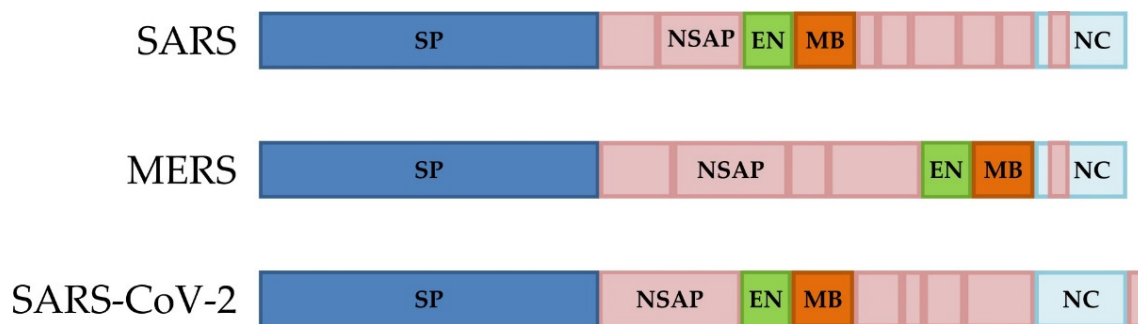 SARS SP NSAP EN MB NC
MERS SP NSAP EN MB NC
SARS-CoV-2 SP NSAP EN MB NC